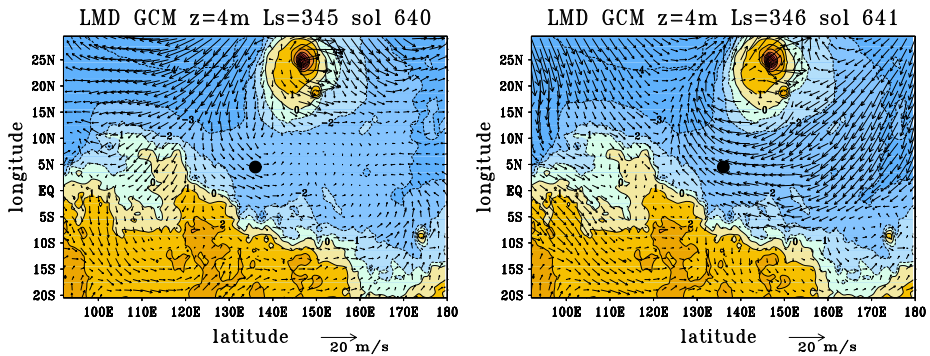 LMD GCM z=4m Ls=345 sol 640
LMD GCM z=4m Ls=346 sol 641
longitude
25N
20N
15N
10N
5N
EQ
5S
10S
15S
20S
100E 110E 120E 130E 140E 150E 160E 170E 180
latitude
20 m/s
longitude
25N
20N
15N
10N
5N
EQ
5S
10S
15S
20S
100E 110E 120E 130E 140E 150E 160E 170E 180
latitude
20 m/s